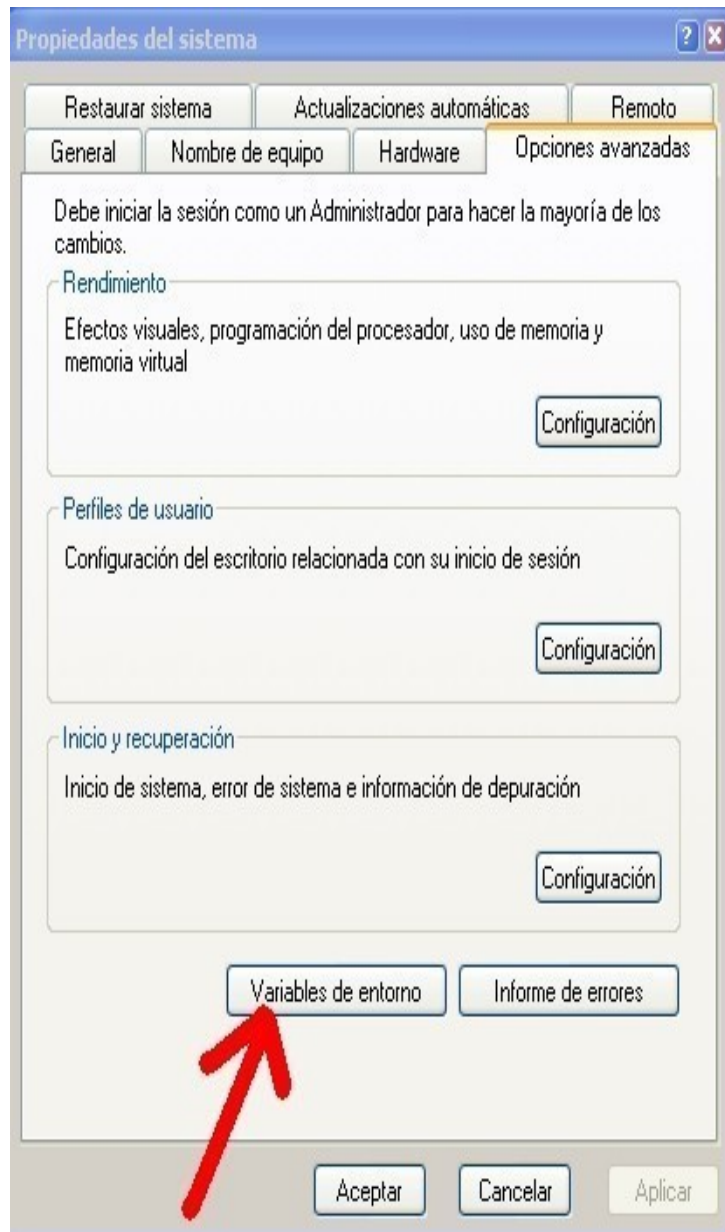 Propiedades del sistema
Restaurar sistema Actualizaciones automáticas Remoto
General Nombre de equipo Hardware Opciones avanzadas
Debe iniciar la sesión como un Administrador para hacer la mayoría de los
cambios.
Rendimiento
Efectos visuales, programación del procesador, uso de memoria y
memoria virtual
Configuración
Perfiles de usuario
Configuración del escritorio relacionada con su inicio de sesión
Configuración
Inicio y recuperación
Inicio de sistema, error de sistema e información de depuración
Configuración
Variables de entorno Informe de errores
Aceptar Cancelar Aplicar